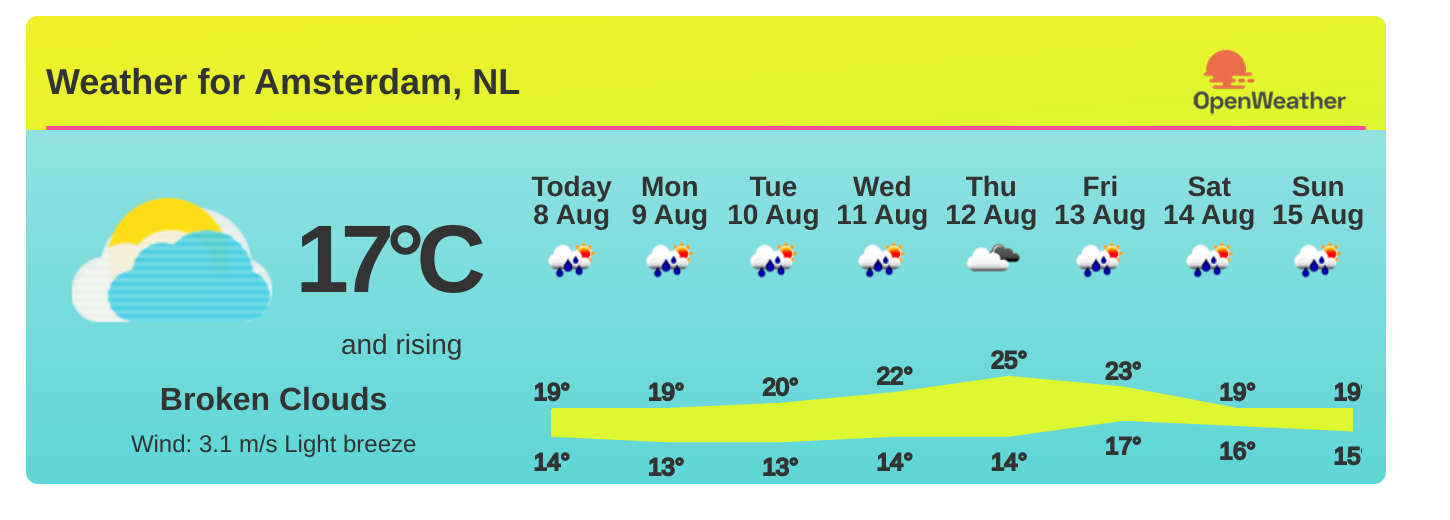 Weather for Amsterdam, NL
OpenWeather
17°C
and rising
Broken Clouds
Wind: 3.1 m/s Light breeze
Today Mon Tue Wed Thu Fri Sat Sun
8 Aug 9 Aug 10 Aug 11 Aug 12 Aug 13 Aug 14 Aug 15 Aug
19° 19° 20° 22° 25° 23° 19° 19°
14° 13° 13° 14° 14° 17° 16° 15°